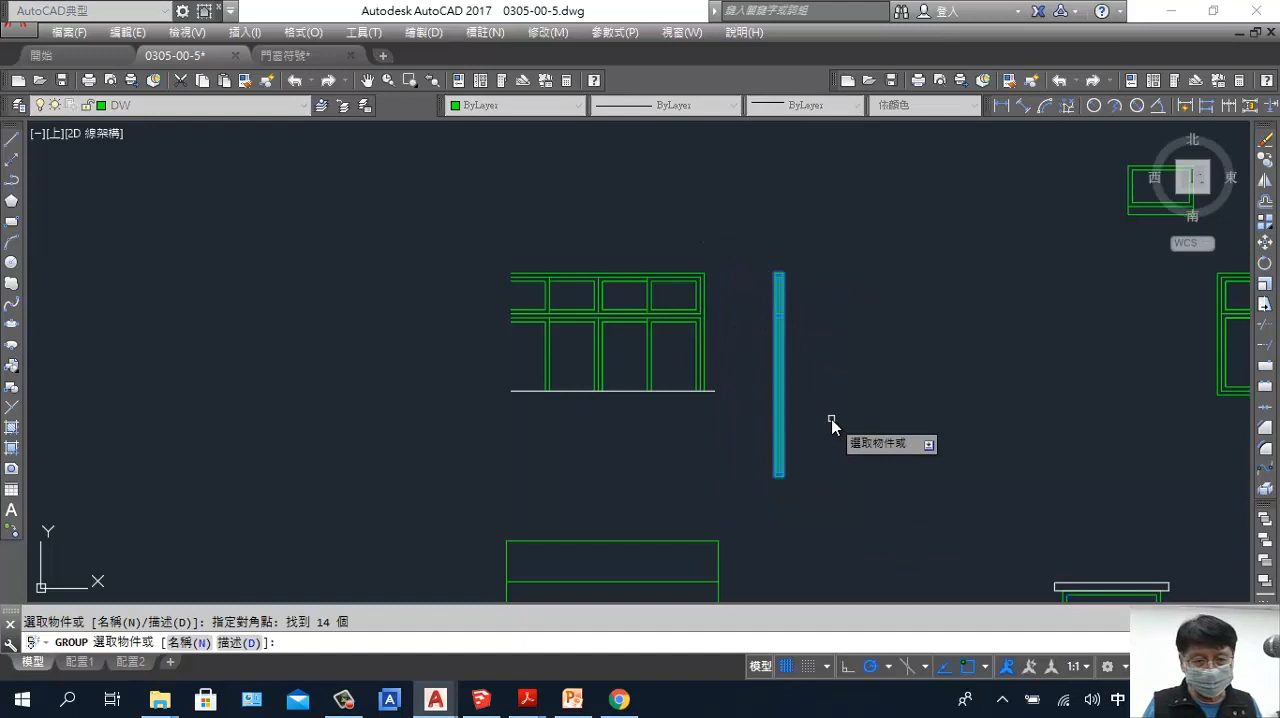 AutoCAD典型
Autodesk AutoCAD 2017 0305-00-5.dwg
鍵入關鍵字或詞組
登入
檔案(F) 編輯(E) 檢視(V) 插入(I) 格式(O) 工具(T) 繪製(D) 標註(N) 修改(M) 參數式(P) 視窗(W) 說明(H)
開始 0305-00-5* 門窗符號*
DW ByLayer ByLayer ByLayer 依顏色
[−][上][2D 線架構]
北
西 東
南
WCS
選取物件或
Y
X
選取物件或 [名稱(N)/描述(D)]: 指定對角點: 找到 14 個
GROUP 選取物件或 [名稱(N) 描述(D)]:
模型 配置1 配置2 + 模型 1:1
中